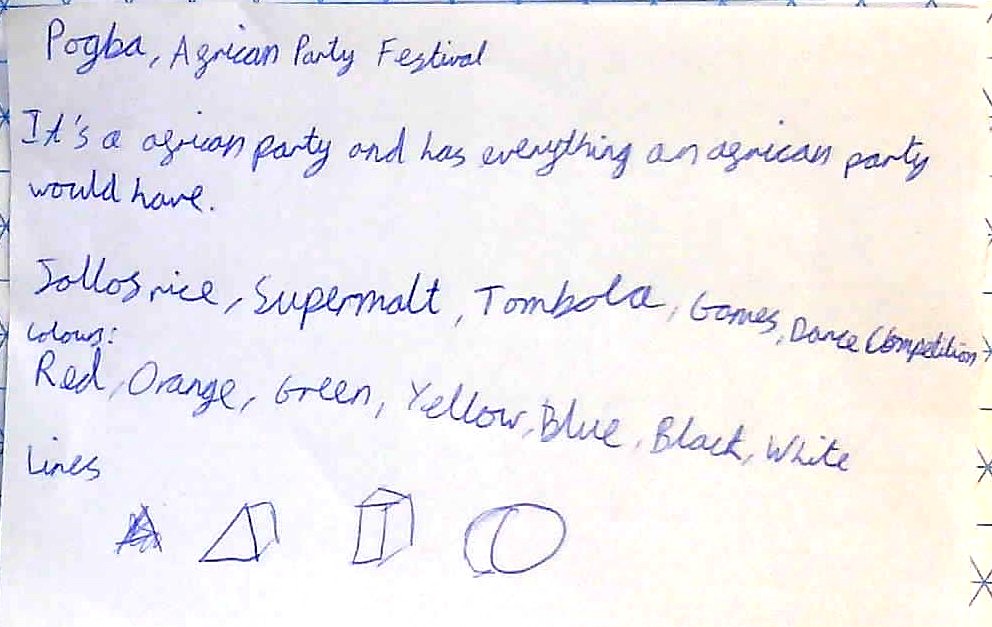 Pogba, Agrican Party Festival
It's a agrican party and has everything an agrican party
would have.
Jollos rice, Supermalt, Tombola, Games, Dance Competition
Colours:
Red, Orange, Green, Yellow, Blue, Black, White
Lines